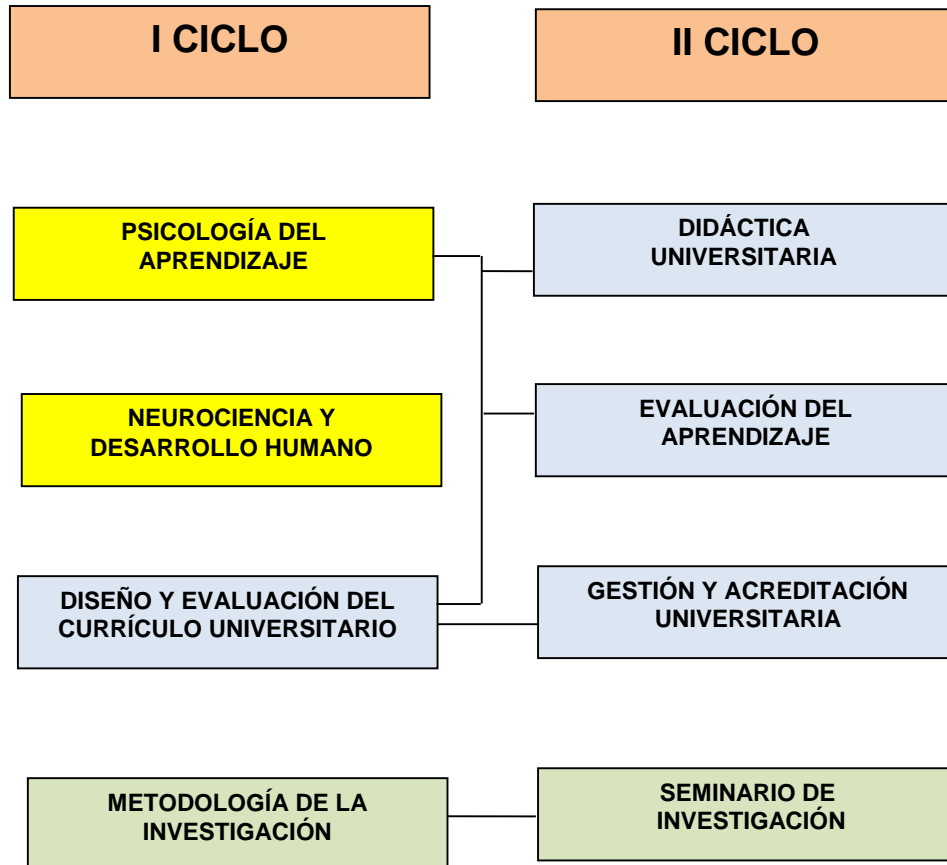 I CICLO
II CICLO
PSICOLOGÍA DEL
APRENDIZAJE
DIDÁCTICA
UNIVERSITARIA
NEUROCIENCIA Y
DESARROLLO HUMANO
EVALUACIÓN DEL
APRENDIZAJE
DISEÑO Y EVALUACIÓN DEL
CURRÍCULO UNIVERSITARIO
GESTIÓN Y ACREDITACIÓN
UNIVERSITARIA
METODOLOGÍA DE LA
INVESTIGACIÓN
SEMINARIO DE
INVESTIGACIÓN